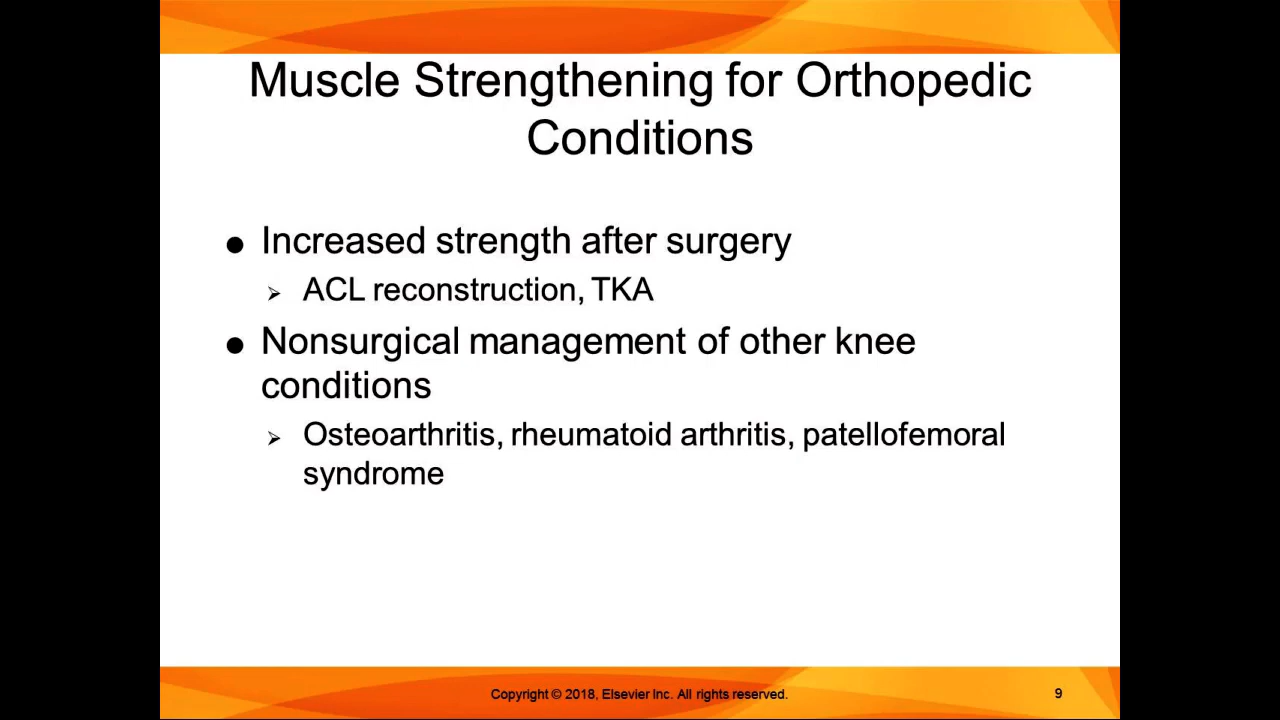 Muscle Strengthening for Orthopedic
Conditions
● Increased strength after surgery
➢ ACL reconstruction, TKA
● Nonsurgical management of other knee
conditions
➢ Osteoarthritis, rheumatoid arthritis, patellofemoral
syndrome
Copyright © 2018, Elsevier Inc. All rights reserved.
9